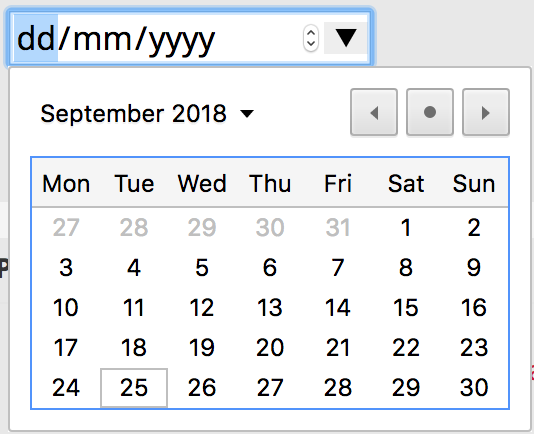 dd/mm/yyyy
September 2018
Mon Tue Wed Thu Fri Sat Sun
27 28 29 30 31 1 2
3 4 5 6 7 8 9
10 11 12 13 14 15 16
17 18 19 20 21 22 23
24 25 26 27 28 29 30